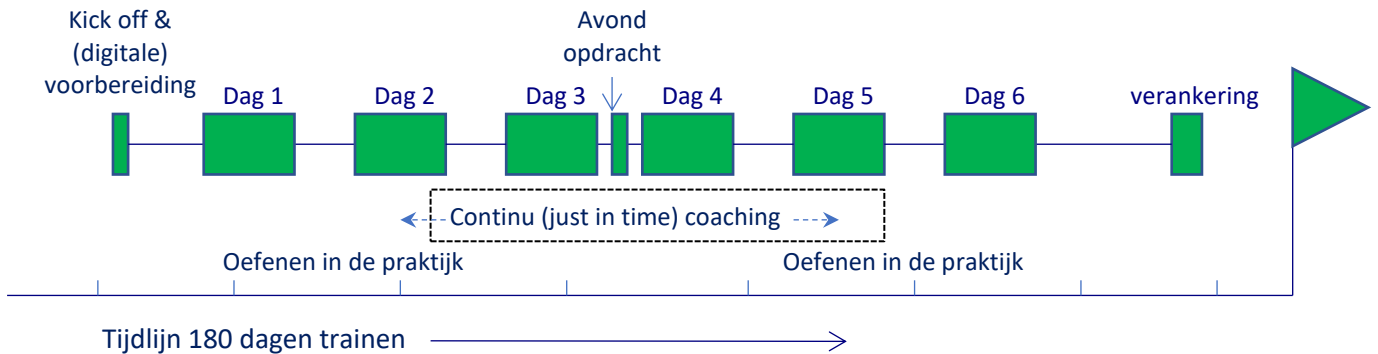 Kick off &
(digitale)
voorbereiding
Avond
opdracht
Dag 1
Dag 2
Dag 3
Dag 4
Dag 5
Dag 6
verankering
Continu (just in time) coaching
Oefenen in de praktijk
Oefenen in de praktijk
Tijdlijn 180 dagen trainen